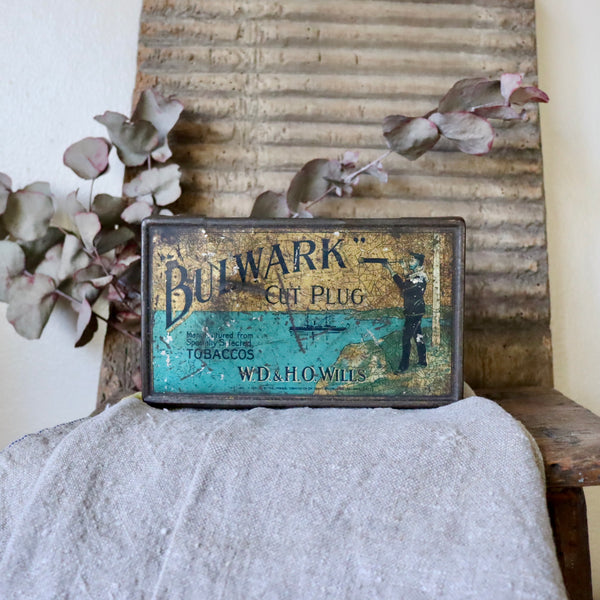 "BULWARK"
CUT PLUG
Manufactured from
Specially Selected
TOBACCOS
W.D. & H.O. WILLS